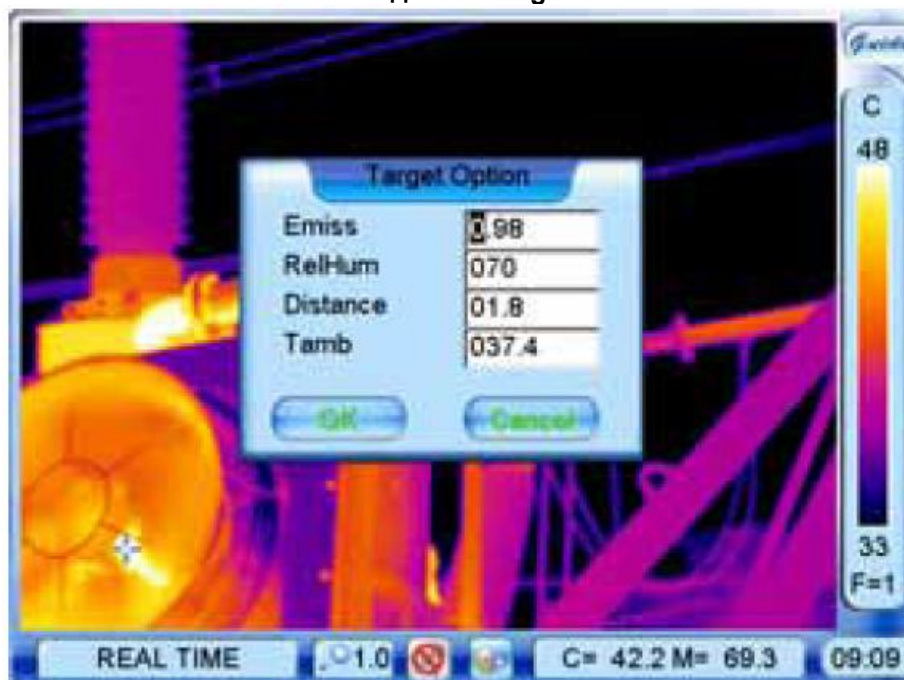 Target Option
Emiss 0.98
RelHum 070
Distance 01.8
Tamb 037.4
OK Cancel
C
48
33
F=1
REAL TIME 1.0 C= 42.2 M= 69.3 09:09